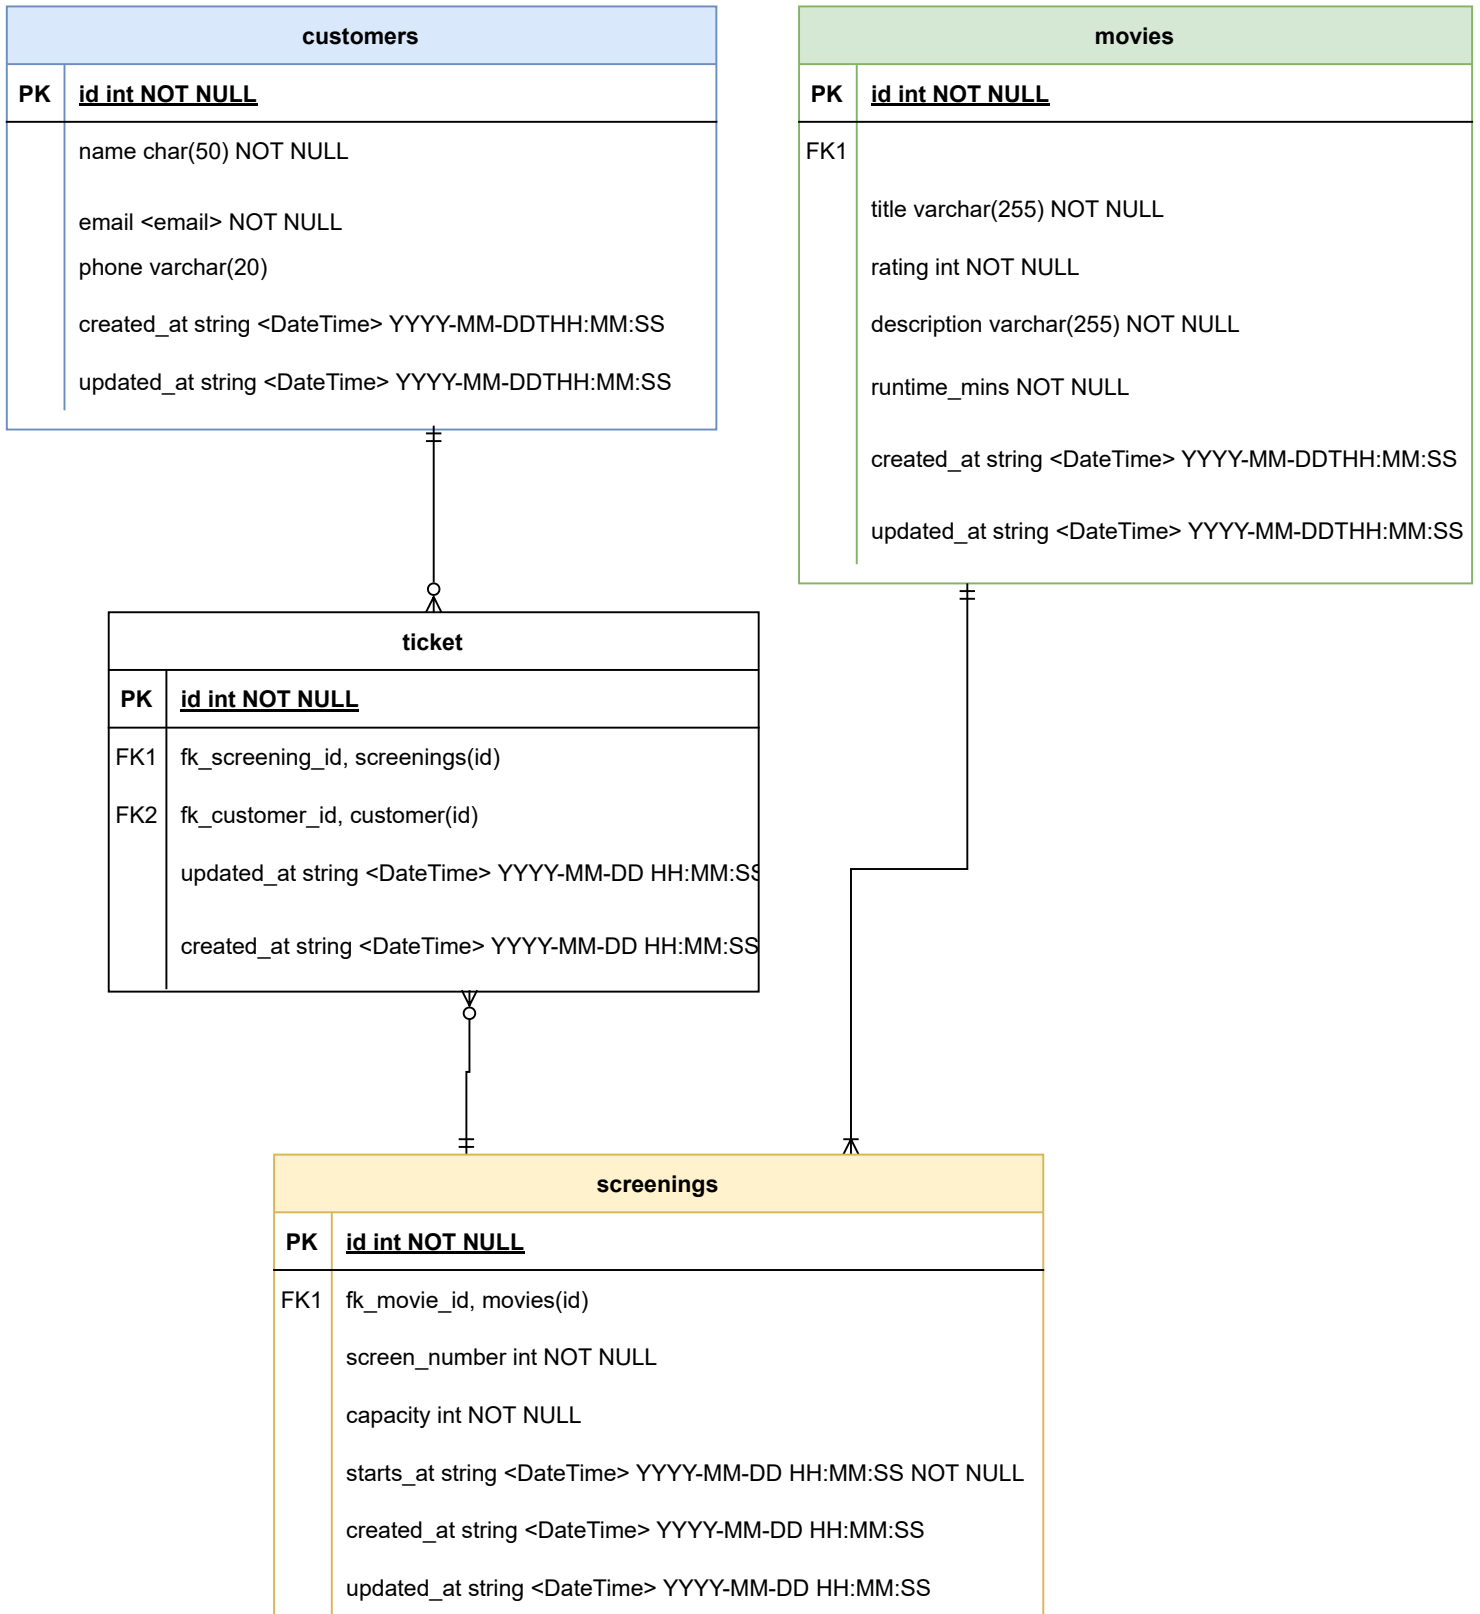 customers
PK id int NOT NULL
name char(50) NOT NULL
email <email> NOT NULL
phone varchar(20)
created_at string <DateTime> YYYY-MM-DDTHH:MM:SS
updated_at string <DateTime> YYYY-MM-DDTHH:MM:SS
movies
PK id int NOT NULL
FK1
title varchar(255) NOT NULL
rating int NOT NULL
description varchar(255) NOT NULL
runtime_mins NOT NULL
created_at string <DateTime> YYYY-MM-DDTHH:MM:SS
updated_at string <DateTime> YYYY-MM-DDTHH:MM:SS
ticket
PK id int NOT NULL
FK1 fk_screening_id, screenings(id)
FK2 fk_customer_id, customer(id)
updated_at string <DateTime> YYYY-MM-DD HH:MM:SS
created_at string <DateTime> YYYY-MM-DD HH:MM:SS
screenings
PK id int NOT NULL
FK1 fk_movie_id, movies(id)
screen_number int NOT NULL
capacity int NOT NULL
starts_at string <DateTime> YYYY-MM-DD HH:MM:SS NOT NULL
created_at string <DateTime> YYYY-MM-DD HH:MM:SS
updated_at string <DateTime> YYYY-MM-DD HH:MM:SS